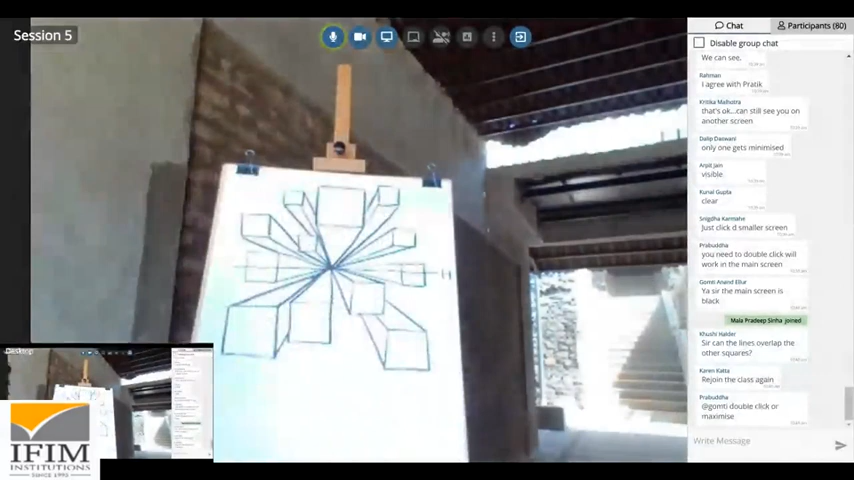 Session 5
Chat
Participants (80)
Disable group chat
We can see,
Rahman
I agree with Pratik
Kritika Malhotra
that's ok...can still see you on
another screen
Dalip Daswani
only one gets minimised
Arpit Jain
visible
Kunal Gupta
clear
Snigdha Karmahe
Just click d smaller screen
Prabuddha
you need to double click will
work in the main screen
Gomti Anand Ellur
Ya sir the main screen is
black
Mala Pradeep Sinha joined
Khushi Halder
Sir can the lines overlap the
other squares?
Karen Katta
Rejoin the class again
Prabuddha
@gomti double click or
maximise
Write Message
H
IFIM
INSTITUTIONS
SINCE 1995